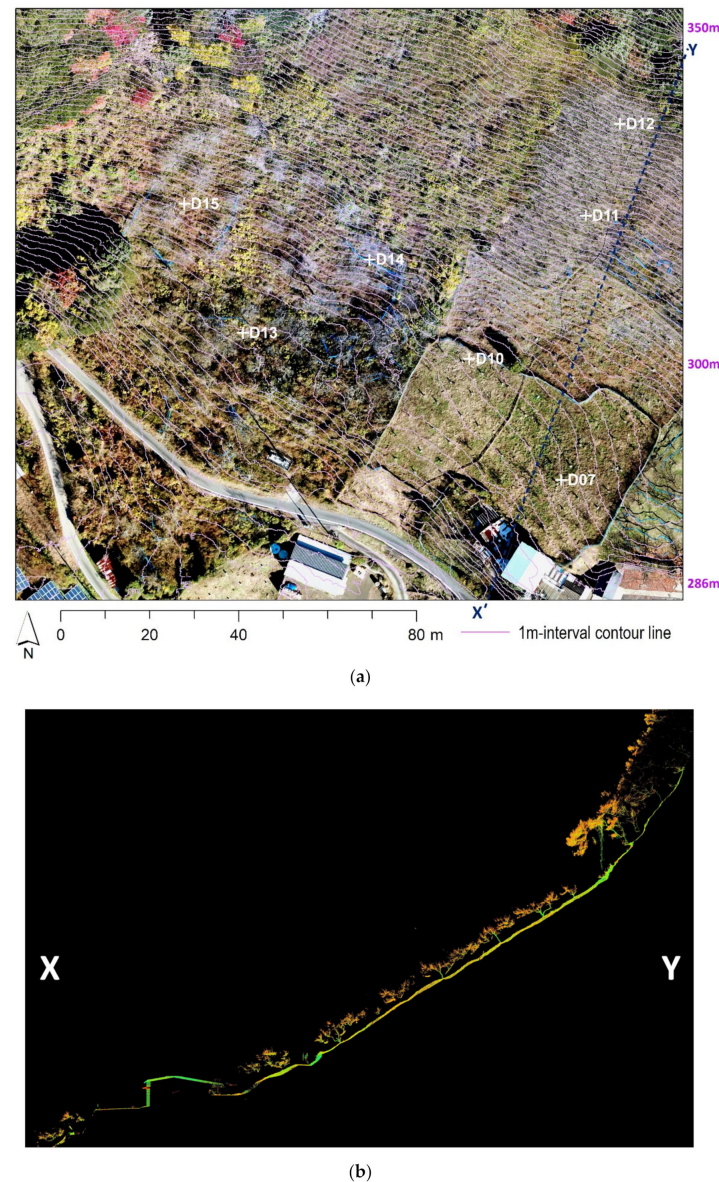 350m
Y
+D12
+D11
+D15
+D14
+D13
+D10
300m
+D07
286m
X′
N
0 20 40 80 m
1m-interval contour line
(a)
X Y
(b)